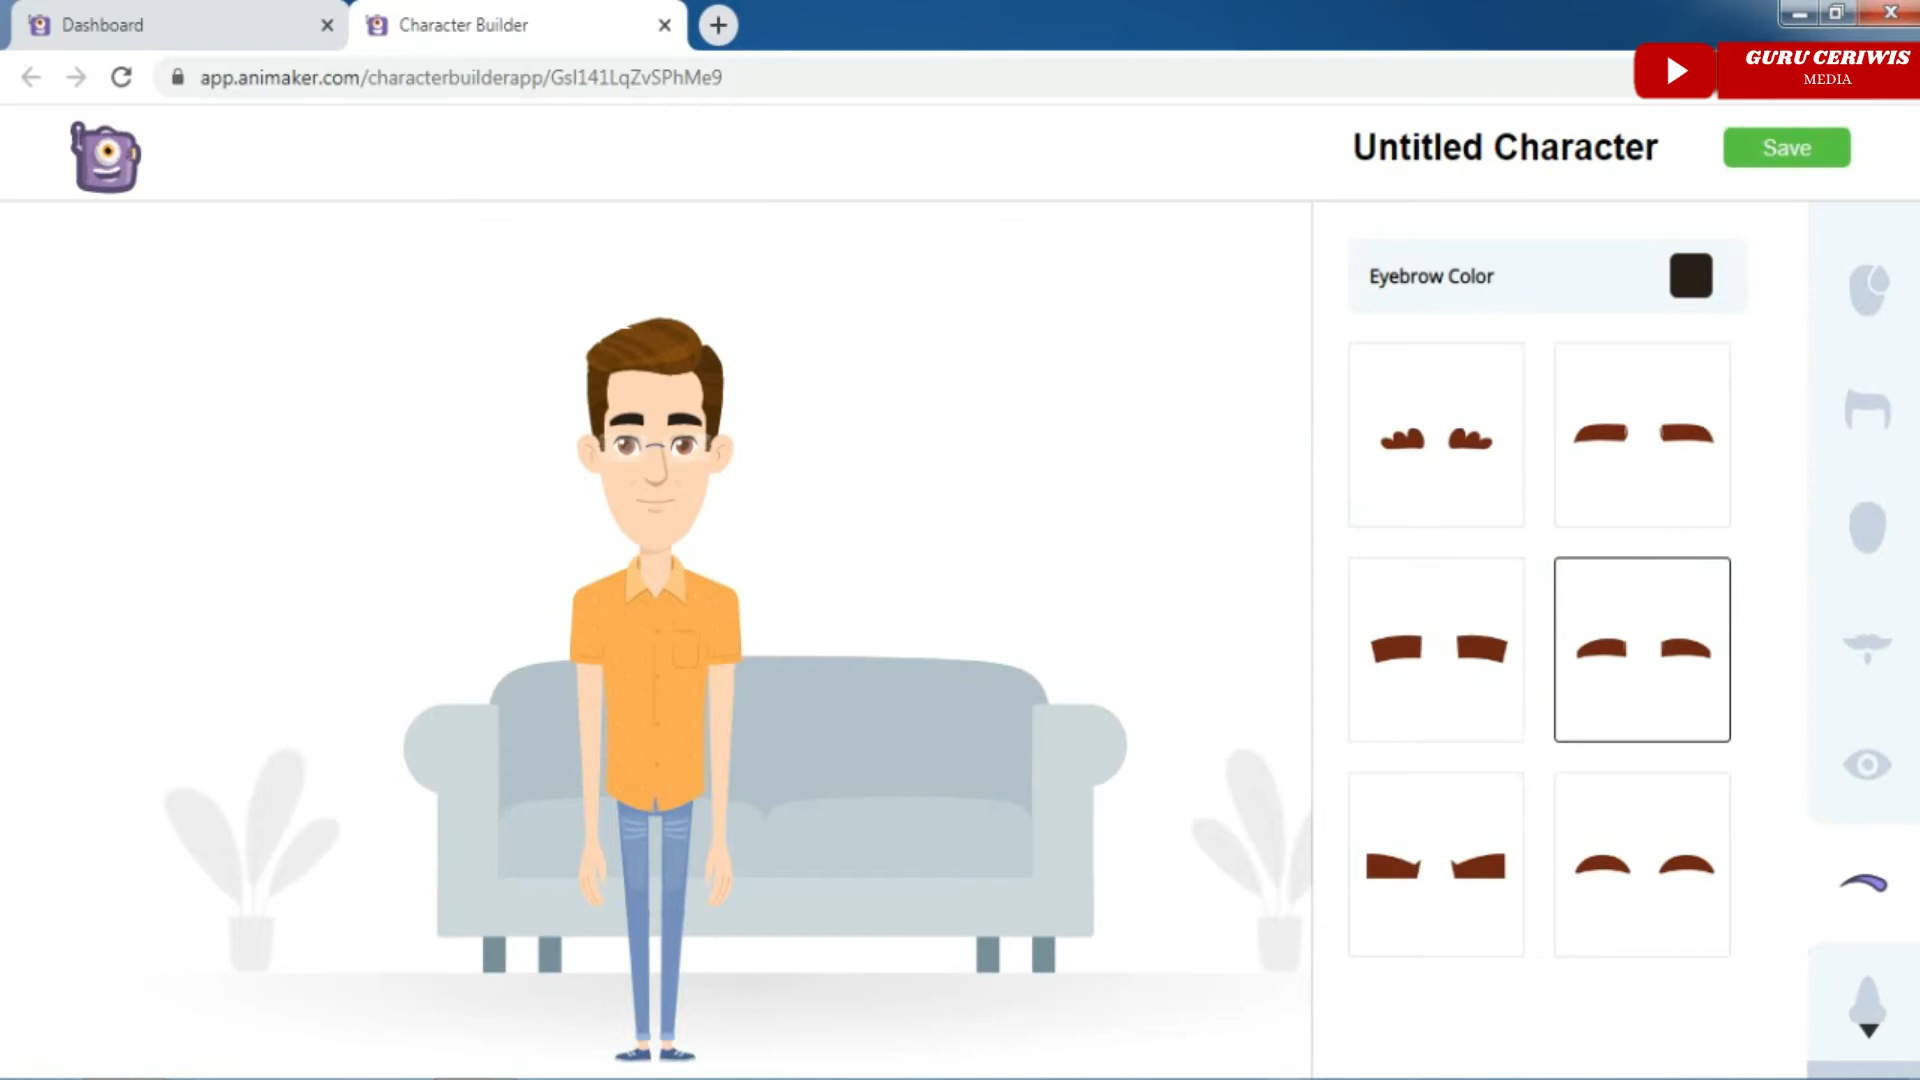 Dashboard
Character Builder
app.animaker.com/characterbuilderapp/GsI141LqZvSPhMe9
GURU CERIWIS
MEDIA
Untitled Character
Save
Eyebrow Color